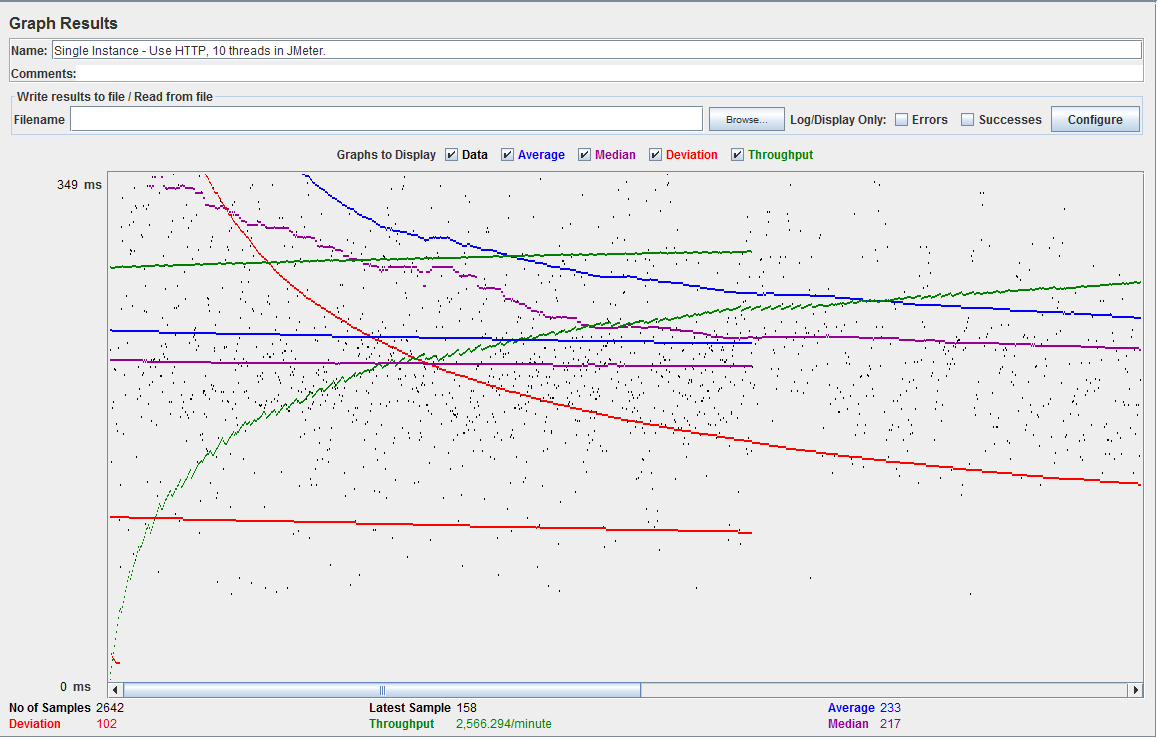 Graph Results
Name: Single Instance - Use HTTP, 10 threads in JMeter.
Comments:
Write results to file / Read from file
Filename Browse... Log/Display Only: Errors Successes Configure
Graphs to Display Data Average Median Deviation Throughput
349 ms
0 ms
No of Samples 2642 Latest Sample 158 Average 233
Deviation 102 Throughput 2,566.294/minute Median 217